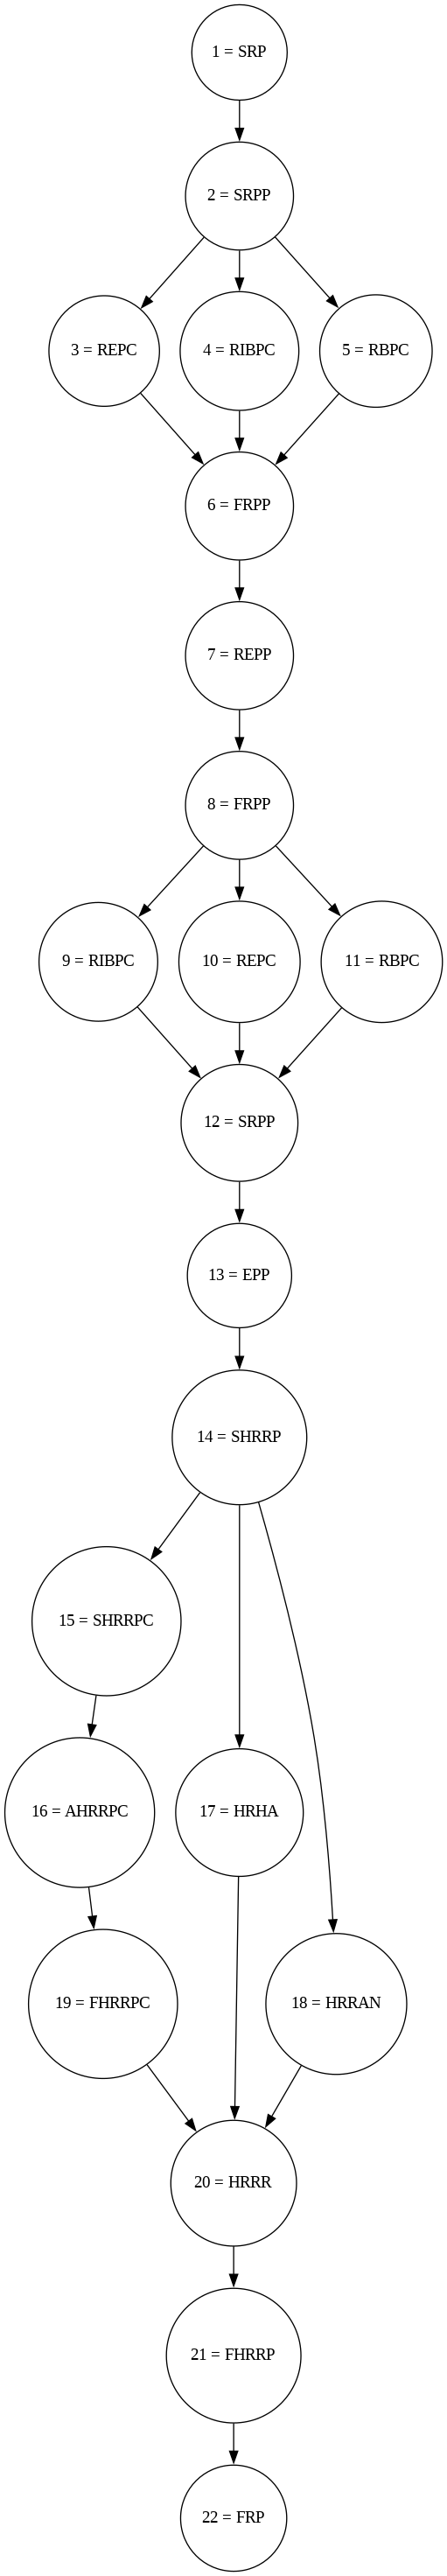 1 = SRP
2 = SRPP
3 = REPC
4 = RIBPC
5 = RBPC
6 = FRPP
7 = REPP
8 = FRPP
9 = RIBPC
10 = REPC
11 = RBPC
12 = SRPP
13 = EPP
14 = SHRRP
15 = SHRRPC
16 = AHRRPC
17 = HRHA
19 = FHRRPC
18 = HRRAN
20 = HRRR
21 = FHRRP
22 = FRP